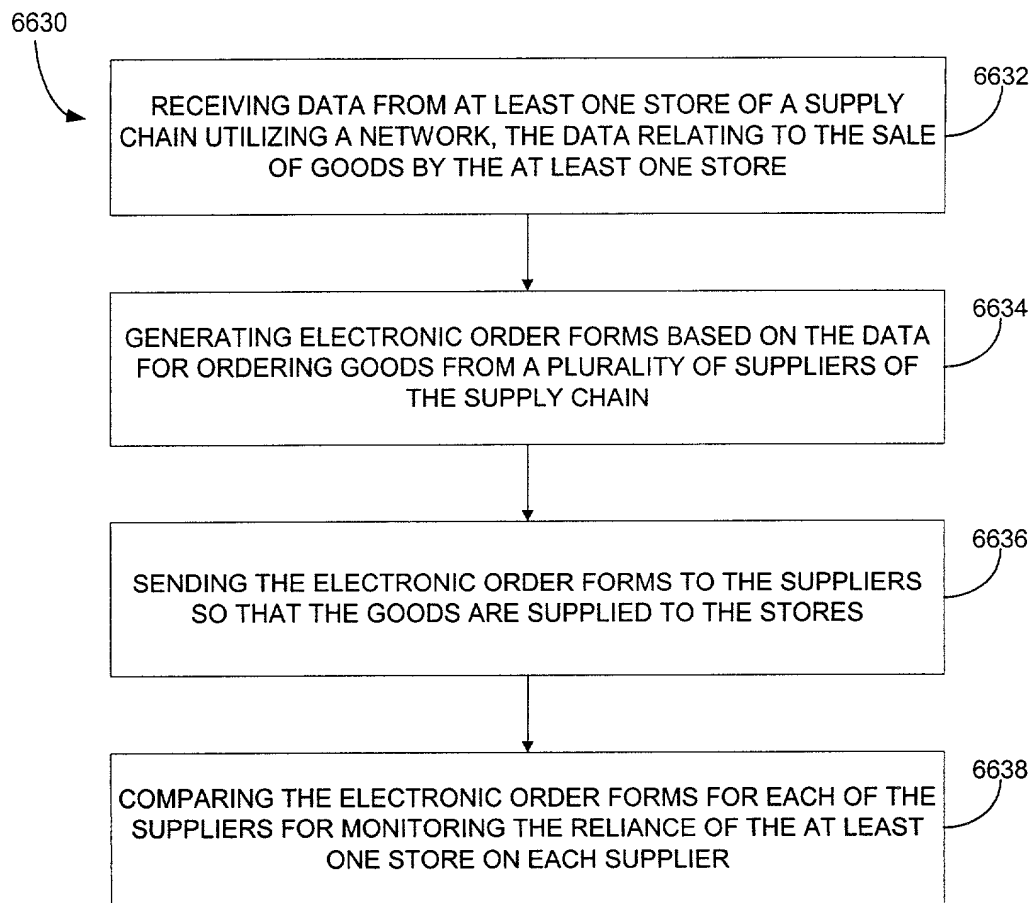 6630
6632
RECEIVING DATA FROM AT LEAST ONE STORE OF A SUPPLY
CHAIN UTILIZING A NETWORK, THE DATA RELATING TO THE SALE
OF GOODS BY THE AT LEAST ONE STORE
6634
GENERATING ELECTRONIC ORDER FORMS BASED ON THE DATA
FOR ORDERING GOODS FROM A PLURALITY OF SUPPLIERS OF
THE SUPPLY CHAIN
6636
SENDING THE ELECTRONIC ORDER FORMS TO THE SUPPLIERS
SO THAT THE GOODS ARE SUPPLIED TO THE STORES
6638
COMPARING THE ELECTRONIC ORDER FORMS FOR EACH OF THE
SUPPLIERS FOR MONITORING THE RELIANCE OF THE AT LEAST
ONE STORE ON EACH SUPPLIER